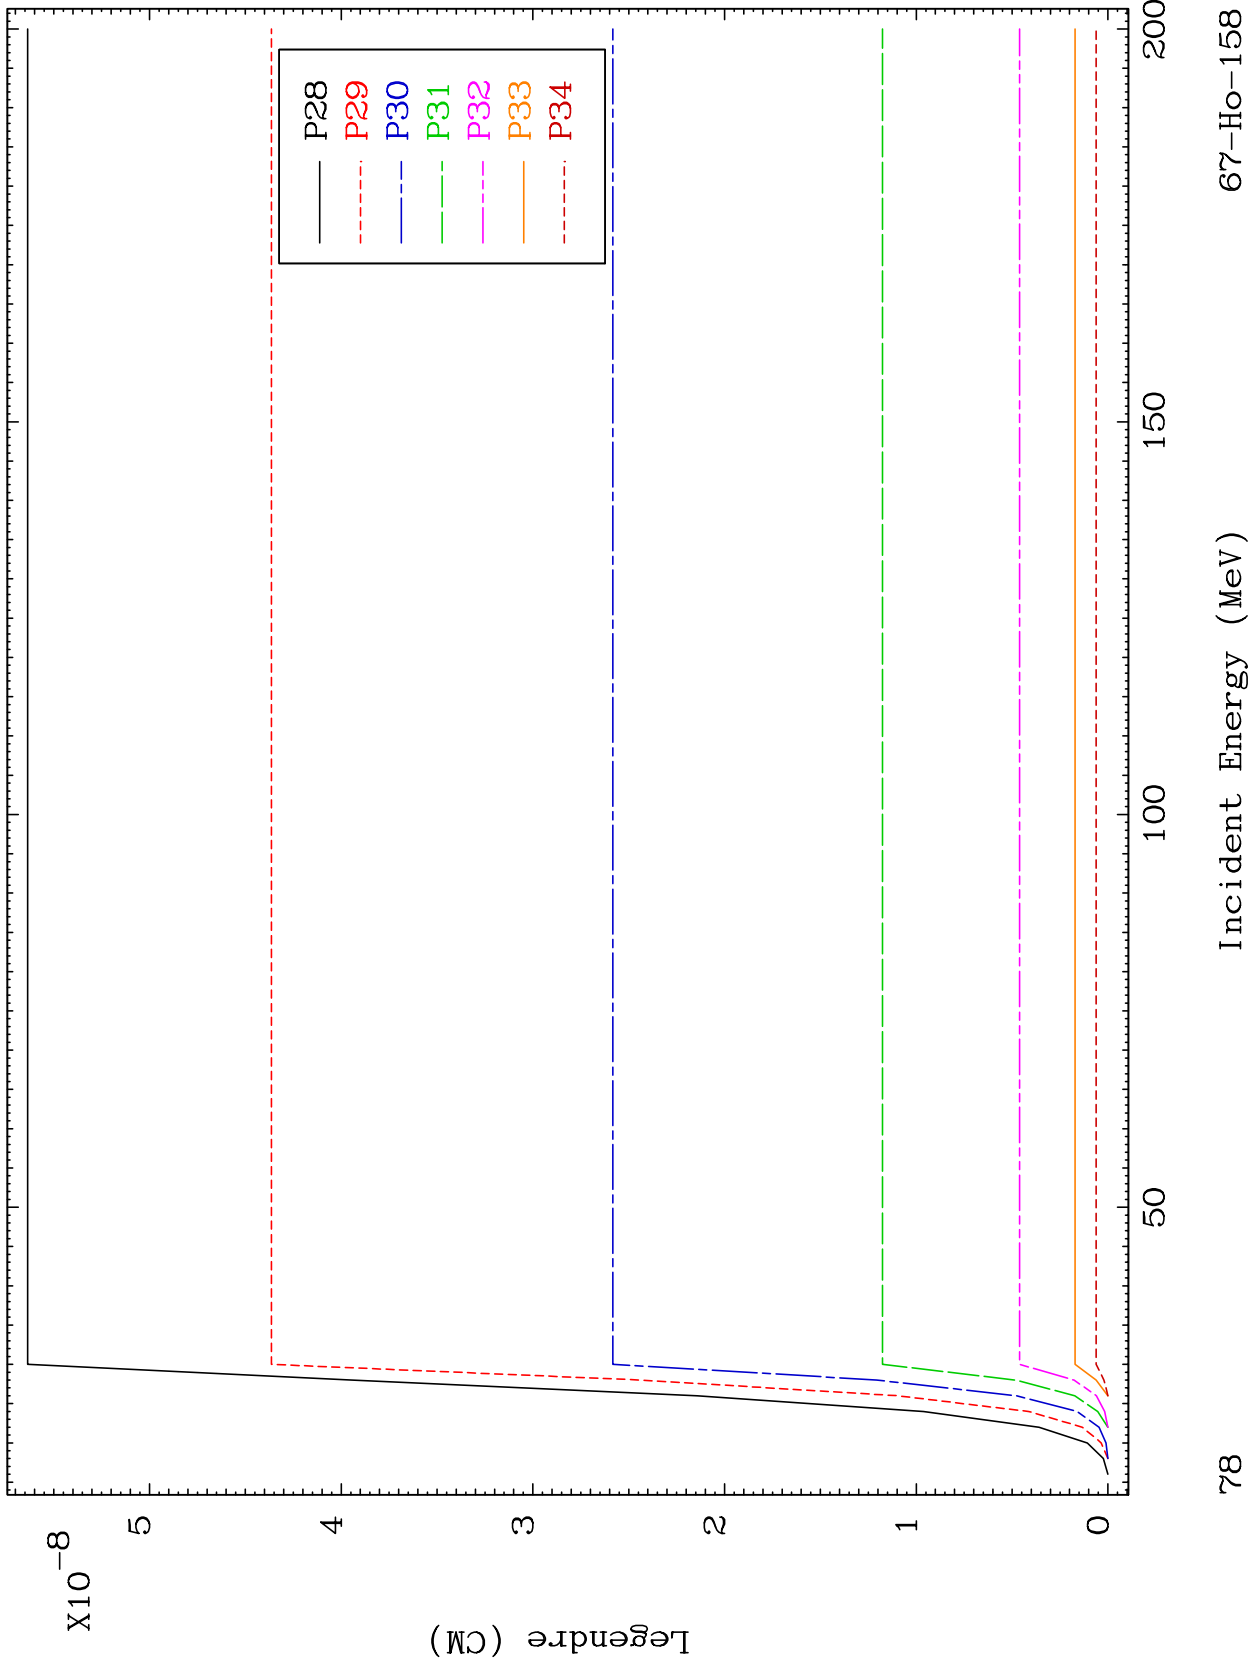 X10
-8
5
4
3
2
1
0
Legendre (CM)
P28
P29
P30
P31
P32
P33
P34
50
100
150
200
Incident Energy (MeV)
78
67-Ho-158